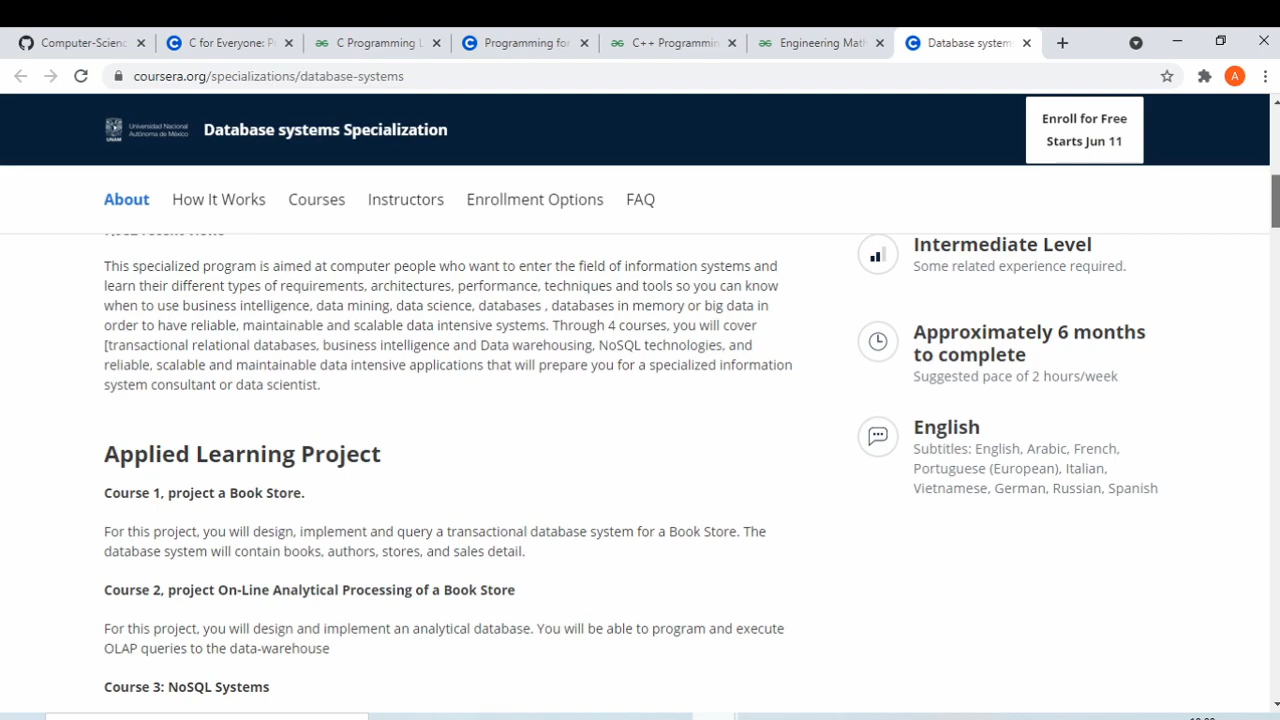 Computer-Scienc
C for Everyone: P
C Programming L
Programming fo
C++ Programmin
Engineering Math
Database system
coursera.org/specializations/database-systems
A
UNAM
Universidad Nacional
Autónoma de México
Database systems Specialization
Enroll for Free
Starts Jun 11
About How It Works Courses Instructors Enrollment Options FAQ
This specialized program is aimed at computer people who want to enter the field of information systems and
learn their different types of requirements, architectures, performance, techniques and tools so you can know
when to use business intelligence, data mining, data science, databases , databases in memory or big data in
order to have reliable, maintainable and scalable data intensive systems. Through 4 courses, you will cover
[transactional relational databases, business intelligence and Data warehousing, NoSQL technologies, and
reliable, scalable and maintainable data intensive applications that will prepare you for a specialized information
system consultant or data scientist.
Applied Learning Project
Course 1, project a Book Store.
For this project, you will design, implement and query a transactional database system for a Book Store. The
database system will contain books, authors, stores, and sales detail.
Course 2, project On-Line Analytical Processing of a Book Store
For this project, you will design and implement an analytical database. You will be able to program and execute
OLAP queries to the data-warehouse
Course 3: NoSQL Systems
Intermediate Level
Some related experience required.
Approximately 6 months
to complete
Suggested pace of 2 hours/week
English
Subtitles: English, Arabic, French,
Portuguese (European), Italian,
Vietnamese, German, Russian, Spanish